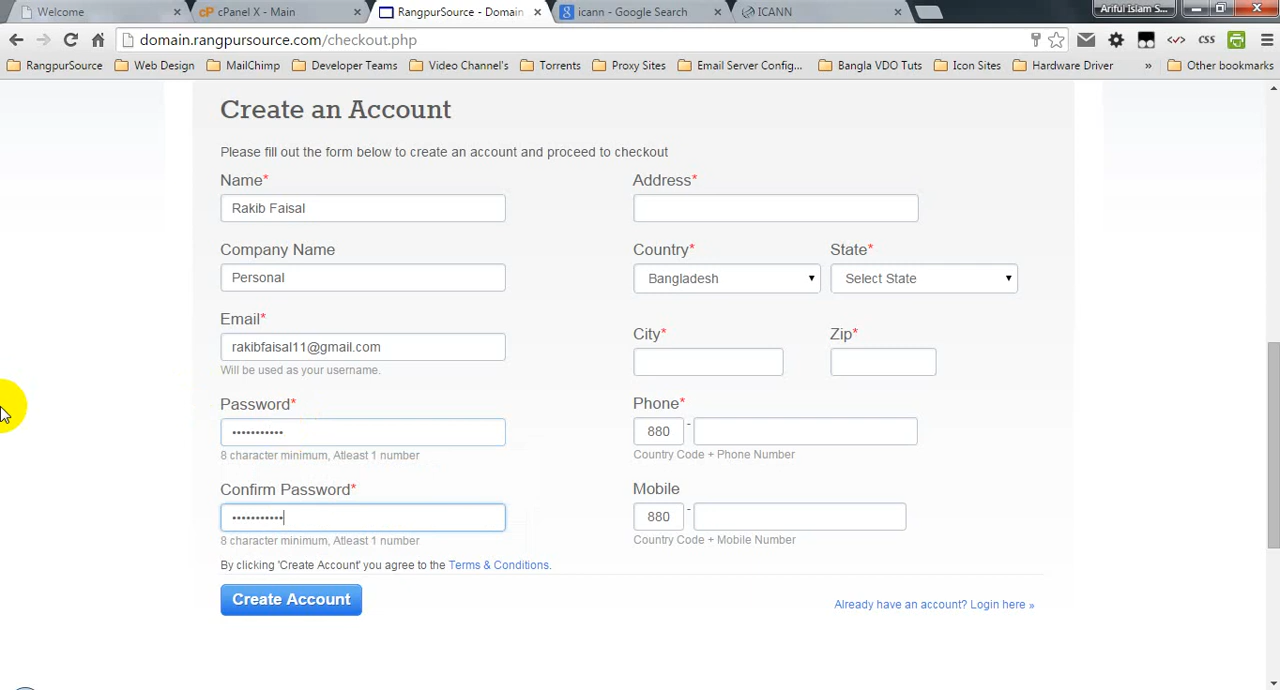 Welcome
cPanel X - Main
RangpurSource - Domain
icann - Google Search
ICANN
Ariful Islam S...
domain.rangpursource.com/checkout.php
CSS
RangpurSource
Web Design
MailChimp
Developer Teams
Video Channel's
Torrents
Proxy Sites
Email Server Config...
Bangla VDO Tuts
Icon Sites
Hardware Driver
»
Other bookmarks
Create an Account
Please fill out the form below to create an account and proceed to checkout
Name*
Rakib Faisal
Company Name
Personal
Email*
rakibfaisal11@gmail.com
Will be used as your username.
Password*
•••••••••••
8 character minimum, Atleast 1 number
Confirm Password*
•••••••••••
8 character minimum, Atleast 1 number
Address*
Country*
State*
Bangladesh
Select State
City*
Zip*
Phone*
880 -
Country Code + Phone Number
Mobile
880 -
Country Code + Mobile Number
By clicking 'Create Account' you agree to the Terms & Conditions.
Create Account
Already have an account? Login here »